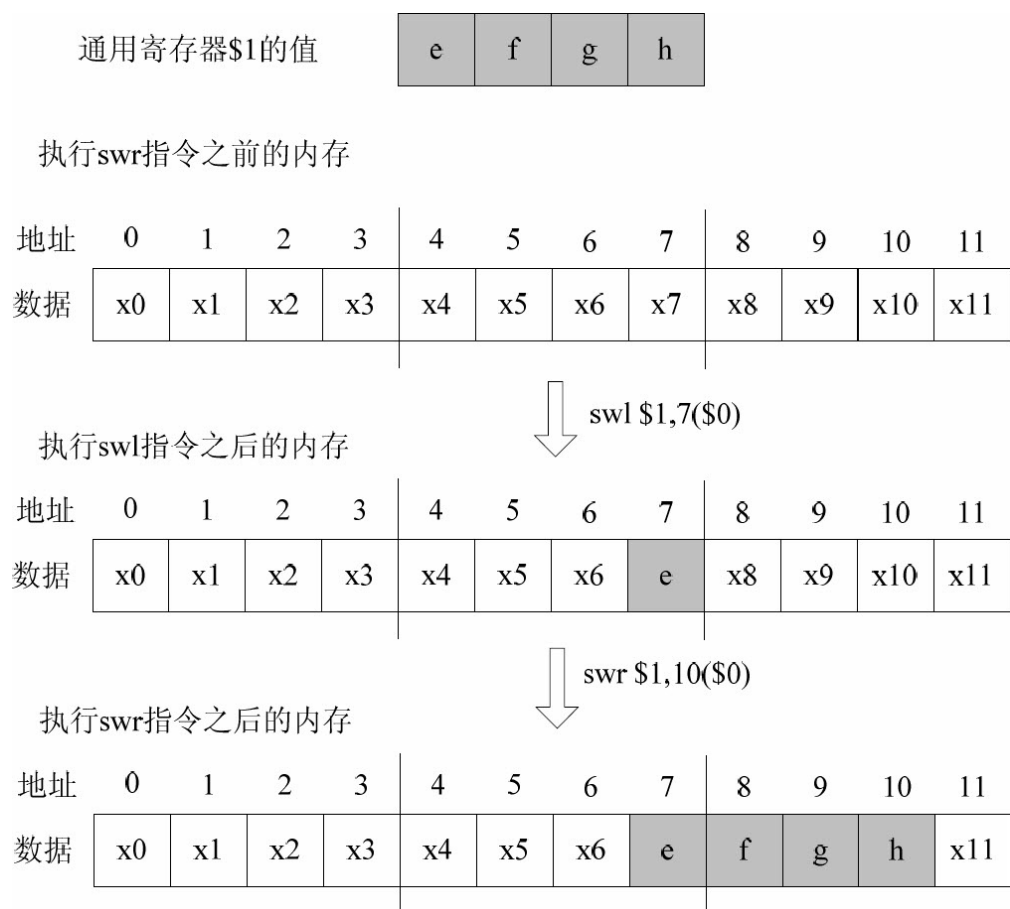 通用寄存器$1的值 e f g h
执行swr指令之前的内存
地址 0 1 2 3 4 5 6 7 8 9 10 11
数据 x0 x1 x2 x3 x4 x5 x6 x7 x8 x9 x10 x11
swl $1,7($0)
执行swl指令之后的内存
地址 0 1 2 3 4 5 6 7 8 9 10 11
数据 x0 x1 x2 x3 x4 x5 x6 e x8 x9 x10 x11
swr $1,10($0)
执行swr指令之后的内存
地址 0 1 2 3 4 5 6 7 8 9 10 11
数据 x0 x1 x2 x3 x4 x5 x6 e f g h x11